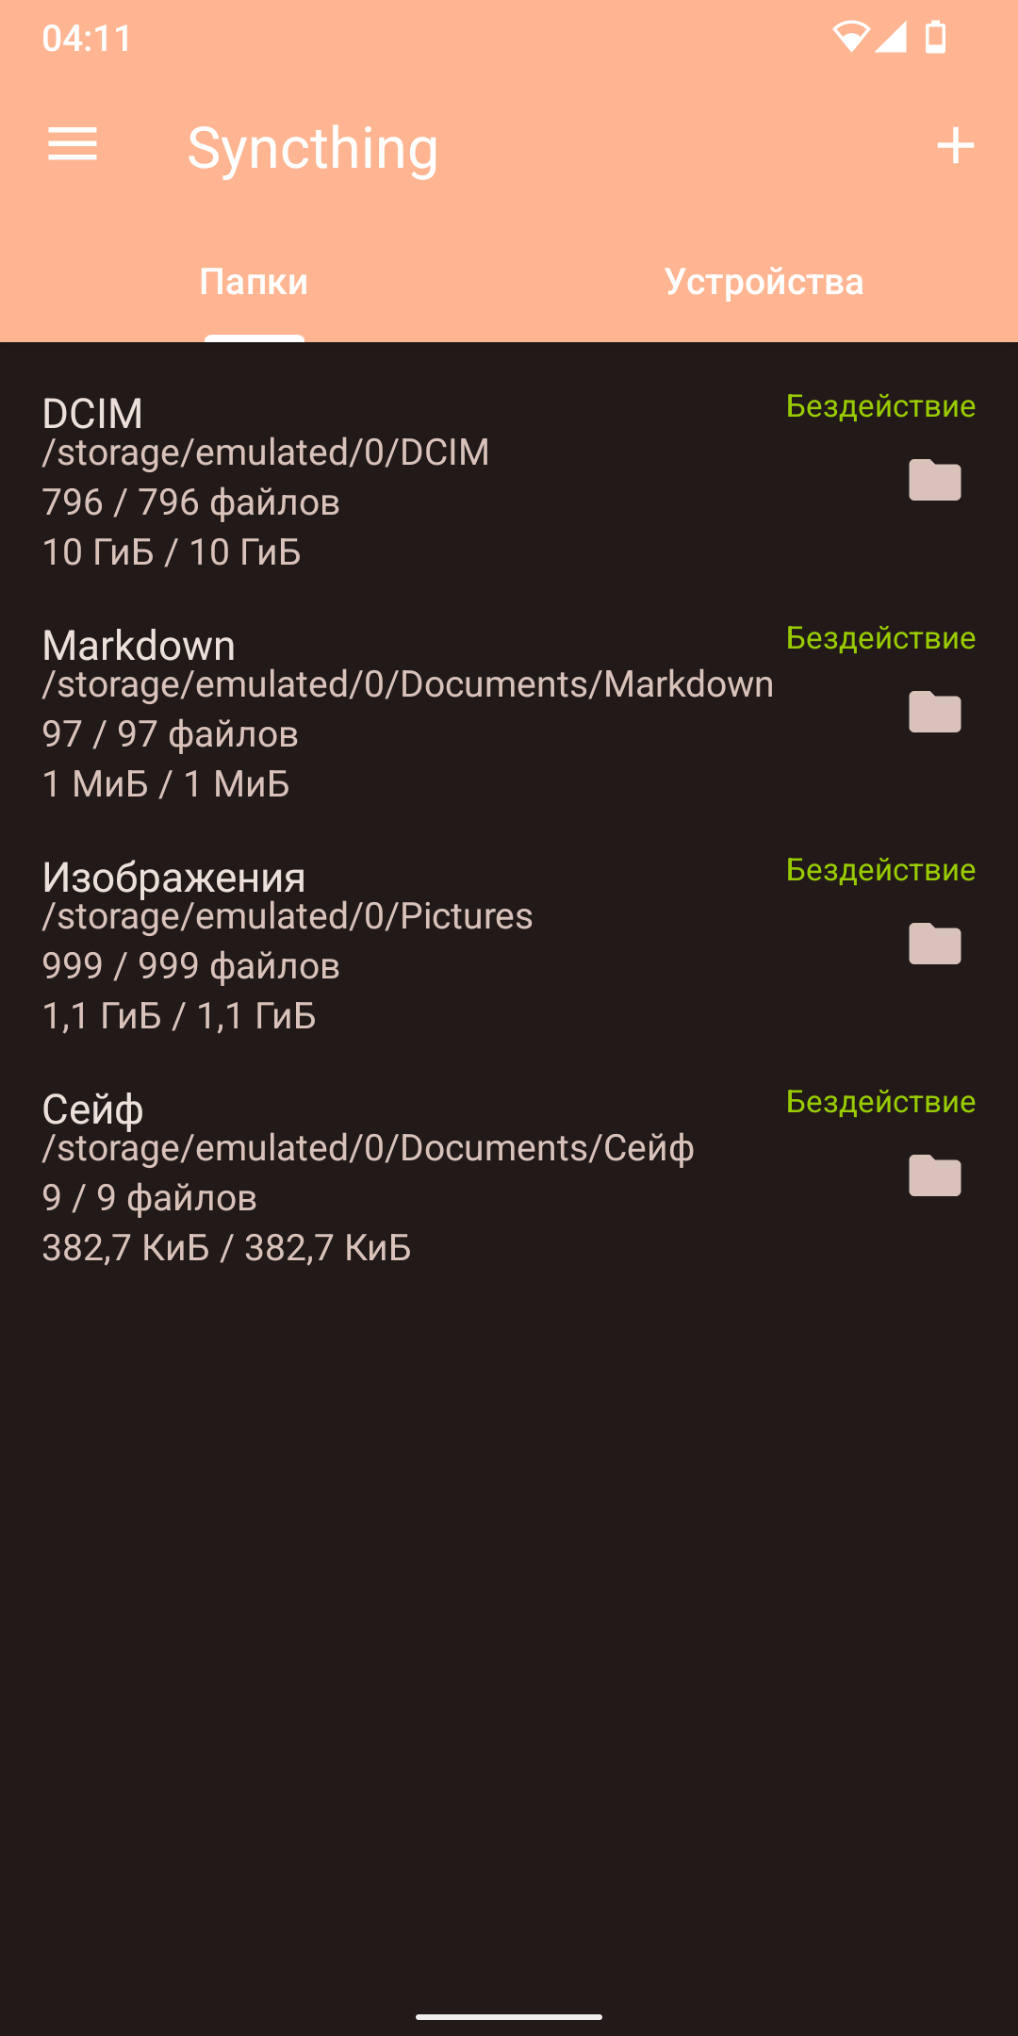 04:11
Syncthing
Папки
Устройства
DCIM
Бездействие
/storage/emulated/0/DCIM
796 / 796 файлов
10 ГиБ / 10 ГиБ
Markdown
Бездействие
/storage/emulated/0/Documents/Markdown
97 / 97 файлов
1 МиБ / 1 МиБ
Изображения
Бездействие
/storage/emulated/0/Pictures
999 / 999 файлов
1,1 ГиБ / 1,1 ГиБ
Сейф
Бездействие
/storage/emulated/0/Documents/Сейф
9 / 9 файлов
382,7 КиБ / 382,7 КиБ